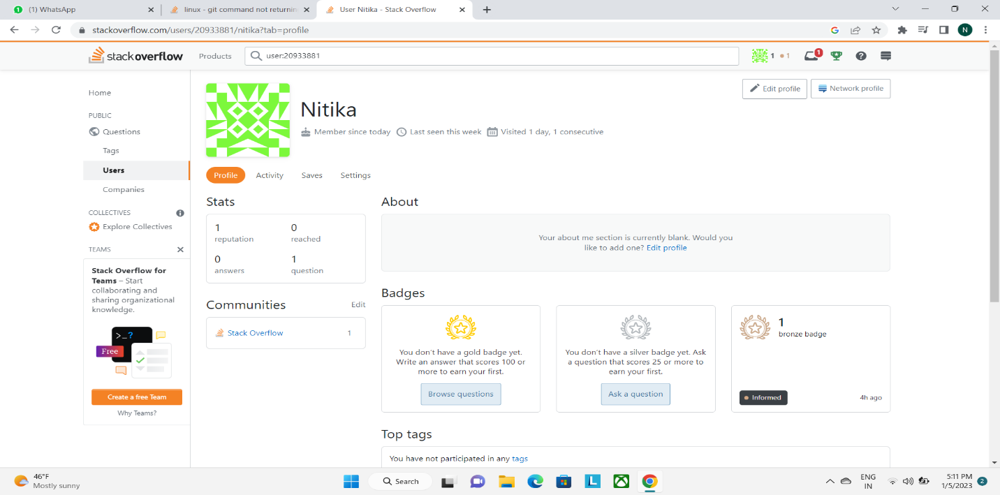 (1) WhatsApp
linux - git command not returnin
User Nitika - Stack Overflow
stackoverflow.com/users/20933881/nitika?tab=profile
N
stackoverflow
Products
user:20933881
1 1
1
Home
PUBLIC
Questions
Tags
Users
Companies
COLLECTIVES
Explore Collectives
TEAMS
Stack Overflow for
Teams – Start
collaborating and
sharing organizational
knowledge.
>_?
Free
Create a free Team
Why Teams?
Edit profile
Network profile
Nitika
Member since today
Last seen this week
Visited 1 day, 1 consecutive
Profile
Activity
Saves
Settings
Stats
1
reputation
0
reached
0
answers
1
question
Communities
Edit
Stack Overflow
1
About
Your about me section is currently blank. Would you
like to add one? Edit profile
Badges
You don't have a gold badge yet.
Write an answer that scores 100 or
more to earn your first.
Browse questions
You don't have a silver badge yet. Ask
a question that scores 25 or more to
earn your first.
Ask a question
1
bronze badge
Informed
4h ago
Top tags
You have not participated in any tags
46°F
Mostly sunny
Search
ENG
IN
5:11 PM
1/5/2023
2